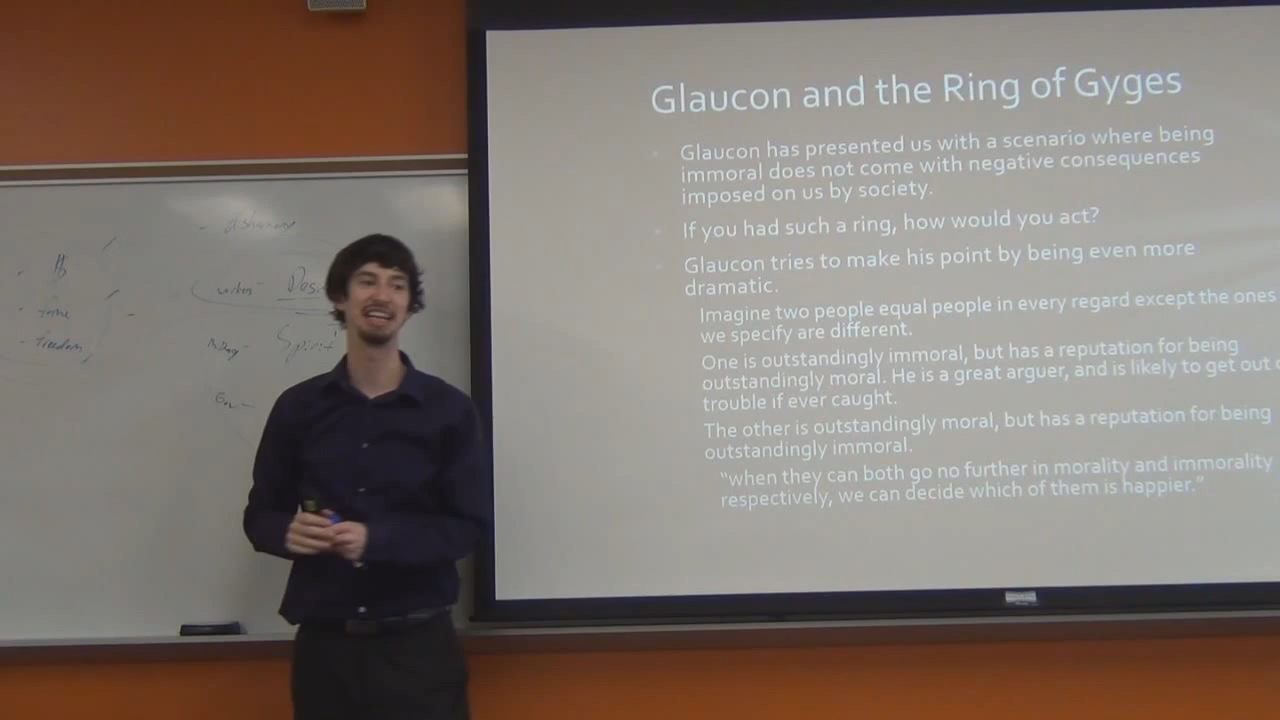 Glaucon and the Ring of Gyges
Glaucon has presented us with a scenario where being
immoral does not come with negative consequences
imposed on us by society.
If you had such a ring, how would you act?
Glaucon tries to make his point by being even more
dramatic.
Imagine two people equal people in every regard except the ones
we specify are different.
One is outstandingly immoral, but has a reputation for being
outstandingly moral. He is a great arguer, and is likely to get out
trouble if ever caught.
The other is outstandingly moral, but has a reputation for being
outstandingly immoral.
"when they can both go no further in morality and immorality
respectively, we can decide which of them is happier."
Spirit
freedom